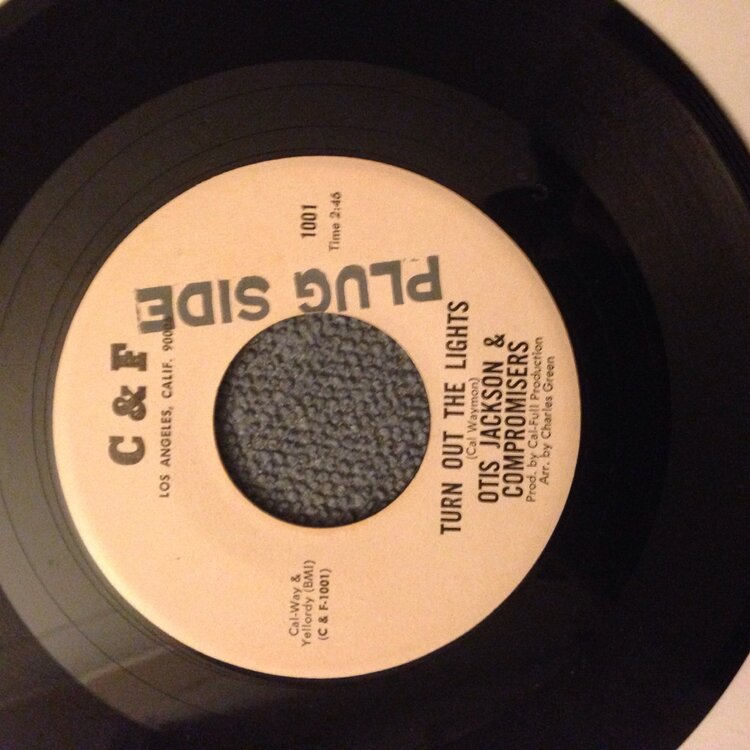 C & F
LOS ANGELES, CALIF.
PLUG SIDE
1001
Time 2:46
Cal-Way &
Yellordy (BMI)
(C & F-1001)
TURN OUT THE LIGHTS
(Cal Waymon)
OTIS JACKSON &
COMPROMISERS
Prod. by Cal-Full Production
Arr. by Charles Green